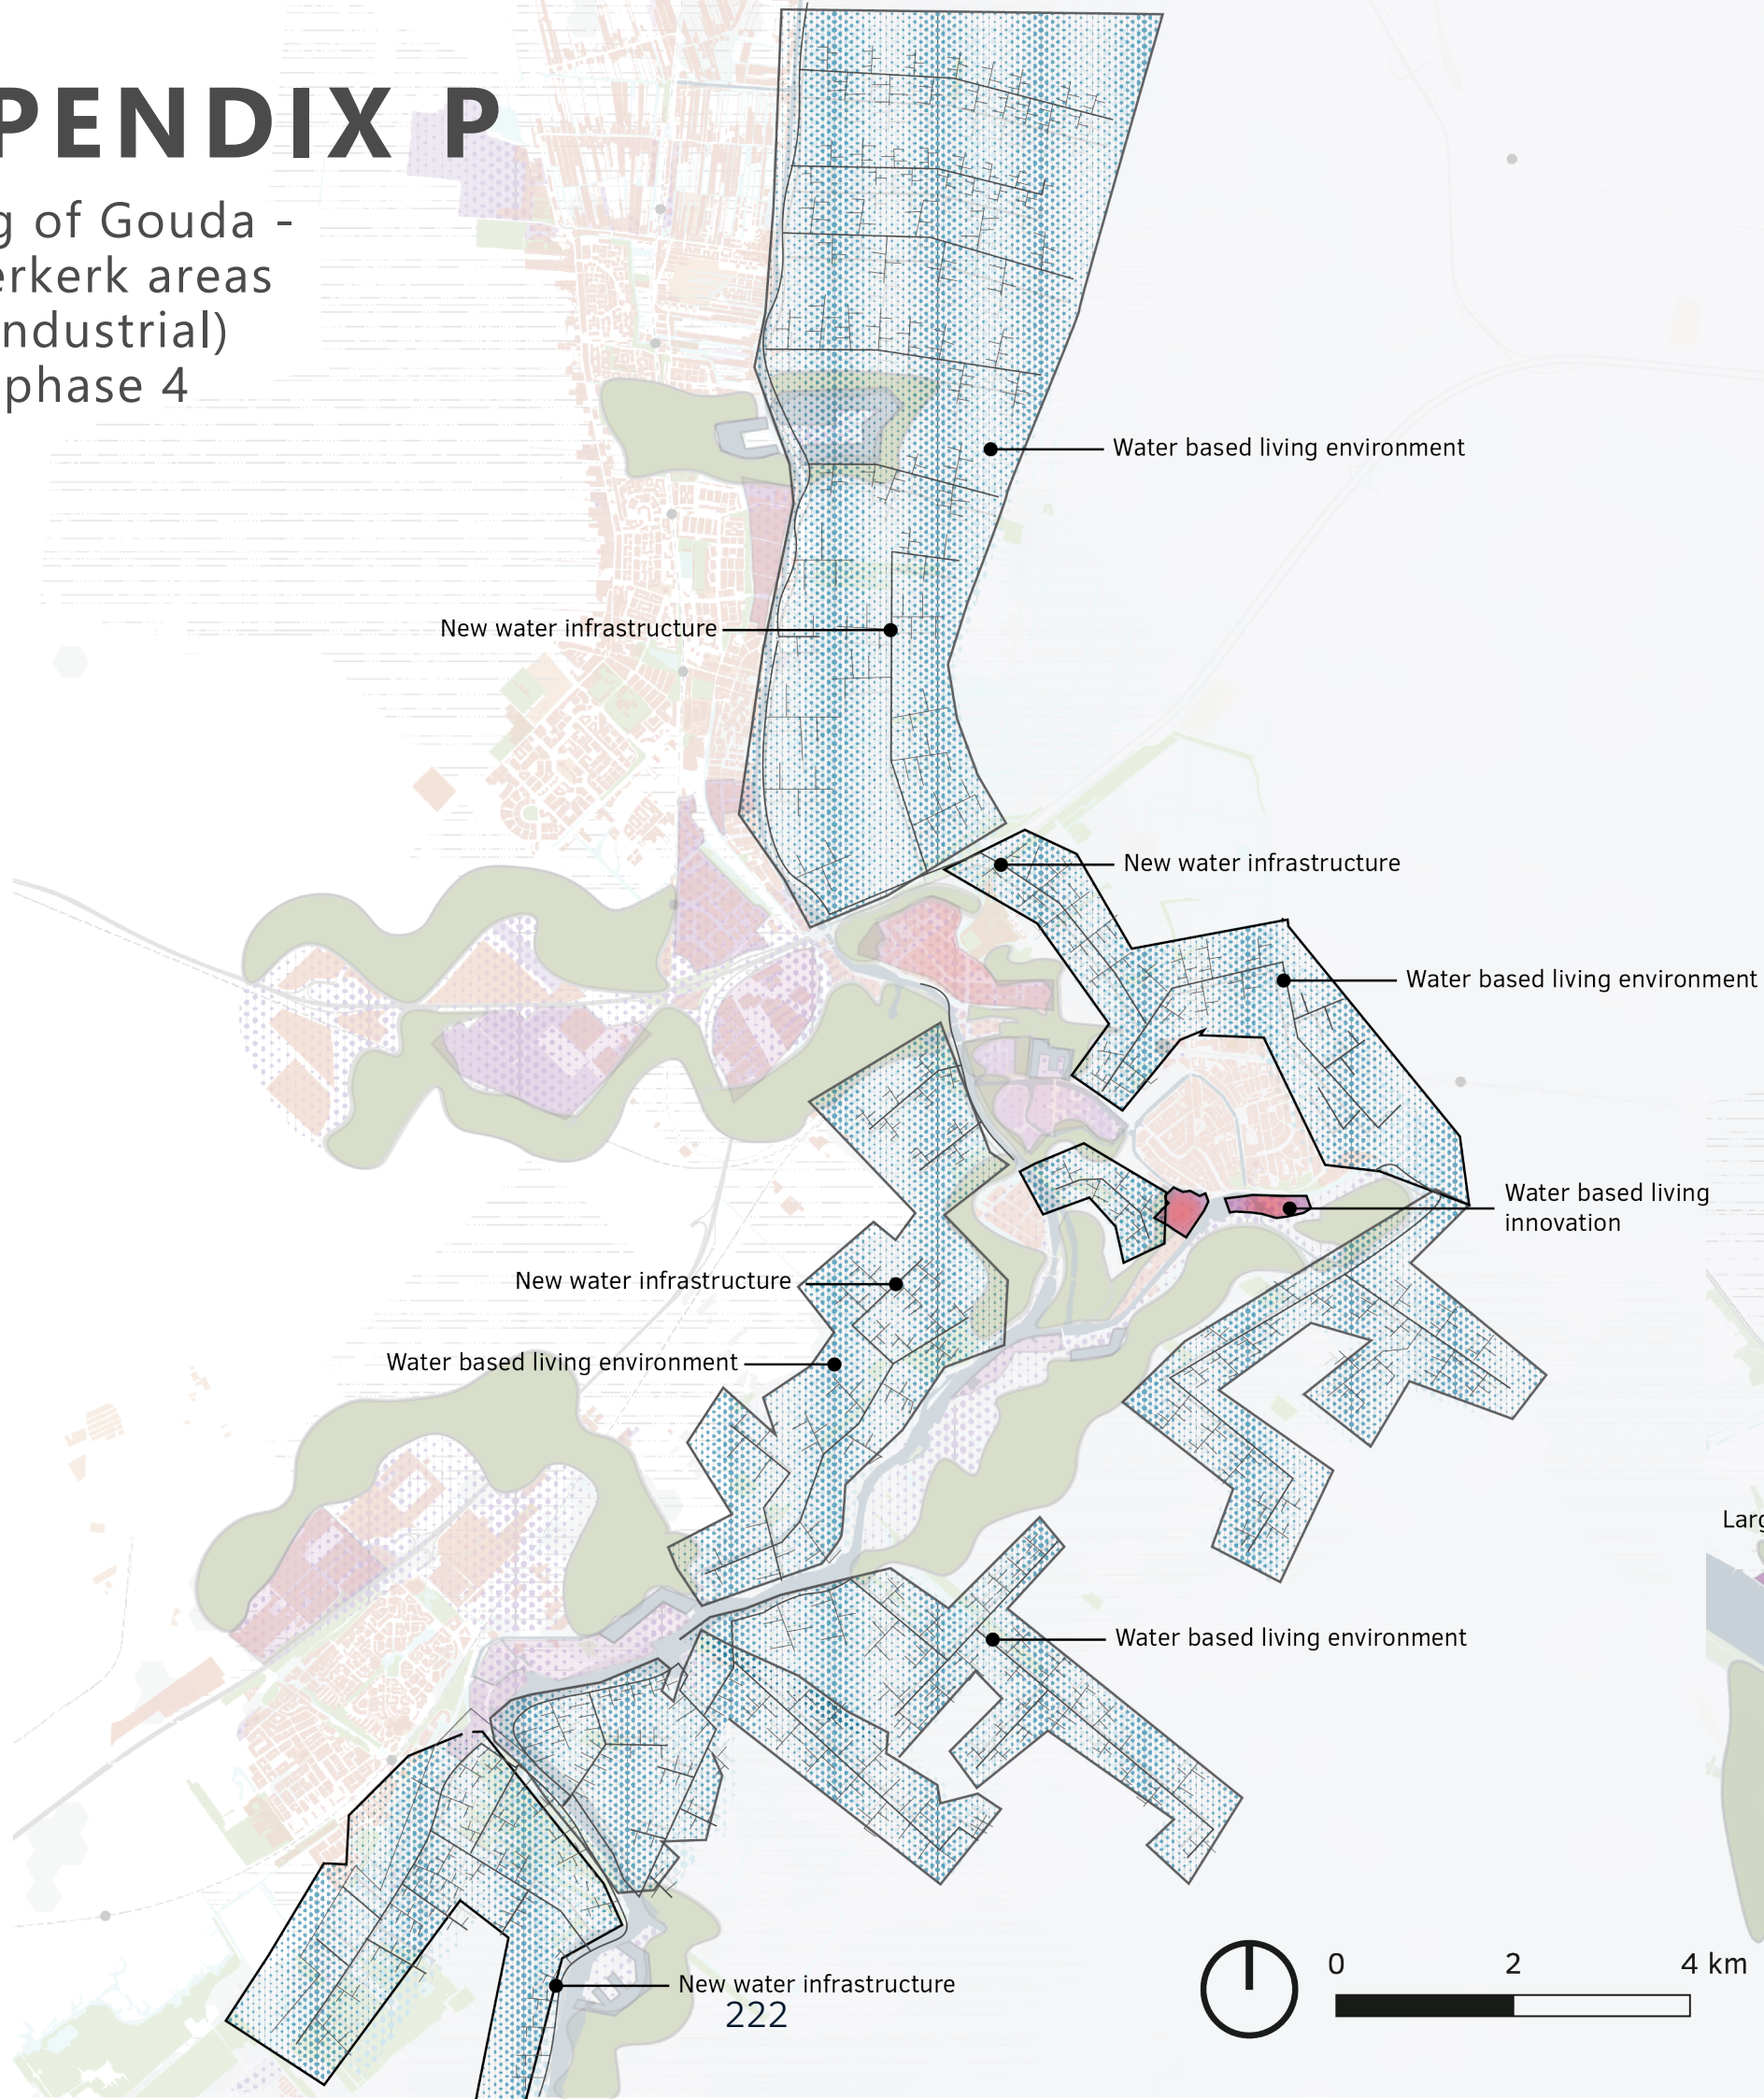 PENDIX P
g of Gouda -
erkerk areas
ndustrial)
phase 4
Water based living environment
New water infrastructure
New water infrastructure
Water based living environment
Water based living
innovation
New water infrastructure
Water based living environment
Larg
Water based living environment
0 2 4 km
New water infrastructure
222